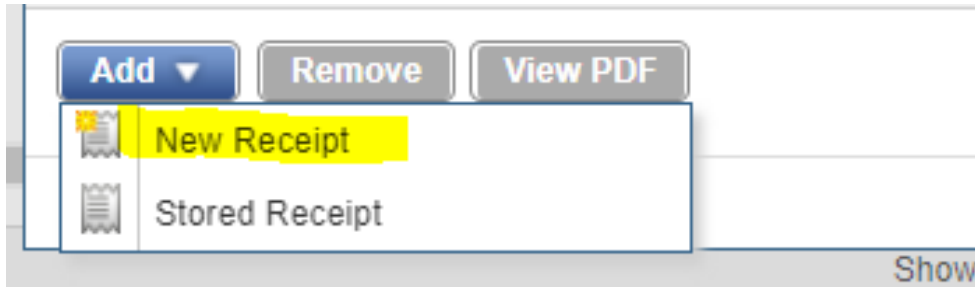 Add Remove View PDF
New Receipt
Stored Receipt
Show